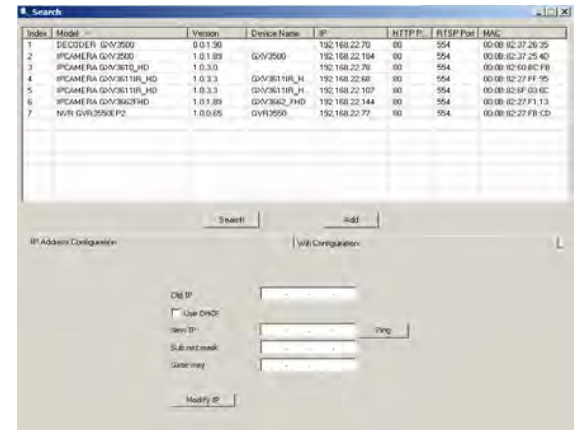 Search
Index Model Version Device Name IP HTTP P... RTSP Port MAC
1 DECODER GXV3500 0.0.1.90 192.168.22.70 80 554 00:0B:82:37:26:35
2 IPCAMERA GXV3500 1.0.1.89 GXV3500 192.168.22.184 80 554 00:0B:82:37:25:4D
3 IPCAMERA GXV3610_HD 1.0.3.0 192.168.22.78 80 554 00:0B:82:60:BC:FB
4 IPCAMERA GXV3611IR_HD 1.0.3.3 GXV3611IR_H... 192.168.22.68 80 554 00:0B:82:27:FF:95
5 IPCAMERA GXV3611IR_HD 1.0.3.3 GXV3611IR_H... 192.168.22.107 80 554 00:0B:82:6F:03:6C
6 IPCAMERA GXV3662FHD 1.0.1.89 GXV3662_FHD 192.168.22.144 80 554 00:0B:82:27:F1:13
7 NVR GVR3550EP2 1.0.0.65 GVR3550 192.168.22.77 80 554 00:0B:82:27:FB:CD
Search Add
IP Address Configuration Wifi Configuration
Old IP
Use DHCP
New IP Ping
Sub net mask
Gate way
Modify IP